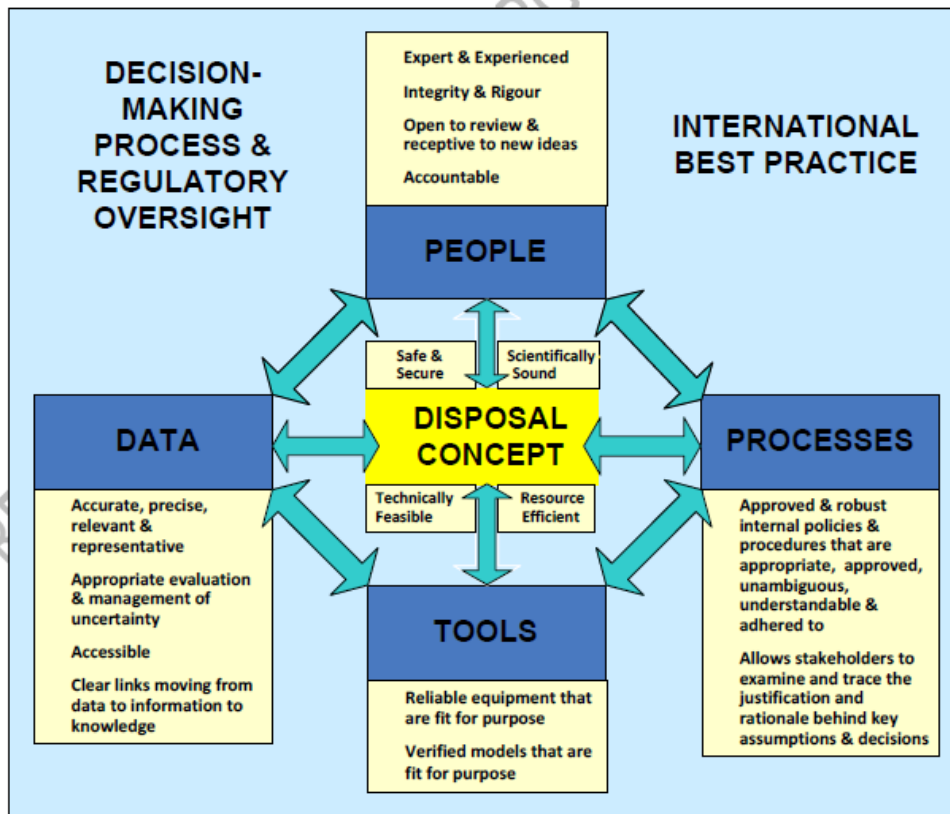 DECISION-
MAKING
PROCESS &
REGULATORY
OVERSIGHT
Expert & Experienced
Integrity & Rigour
Open to review &
receptive to new ideas
Accountable
PEOPLE
INTERNATIONAL
BEST PRACTICE
Safe &
Secure
Scientifically
Sound
DISPOSAL
CONCEPT
Technically
Feasible
Resource
Efficient
DATA
Accurate, precise,
relevant &
representative
Appropriate evaluation
& management of
uncertainty
Accessible
Clear links moving from
data to information to
knowledge
TOOLS
Reliable equipment that
are fit for purpose
Verified models that are
fit for purpose
PROCESSES
Approved & robust
internal policies &
procedures that are
appropriate, approved,
unambiguous,
understandable &
adhered to
Allows stakeholders to
examine and trace the
justification and
rationale behind key
assumptions & decisions